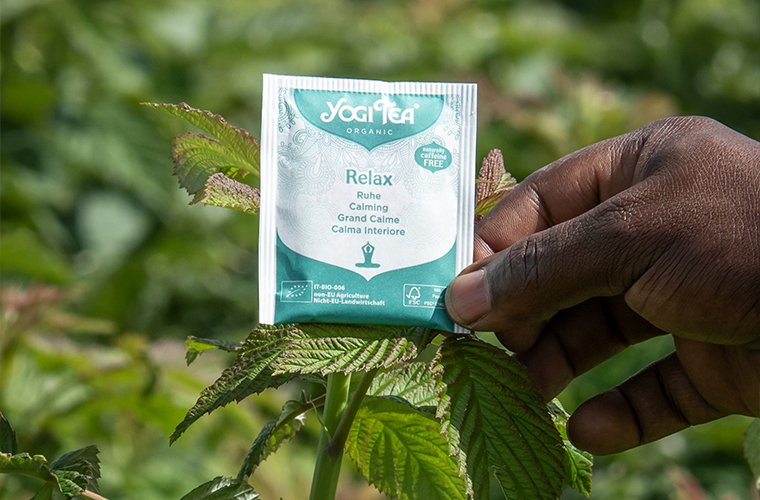 YOGI TEA®
ORGANIC
naturally
caffeine
FREE
Relax
Ruhe
Calming
Grand Calme
Calma Interiore
IT-BIO-006
non-EU Agriculture
Nicht-EU-Landwirtschaft
FSC